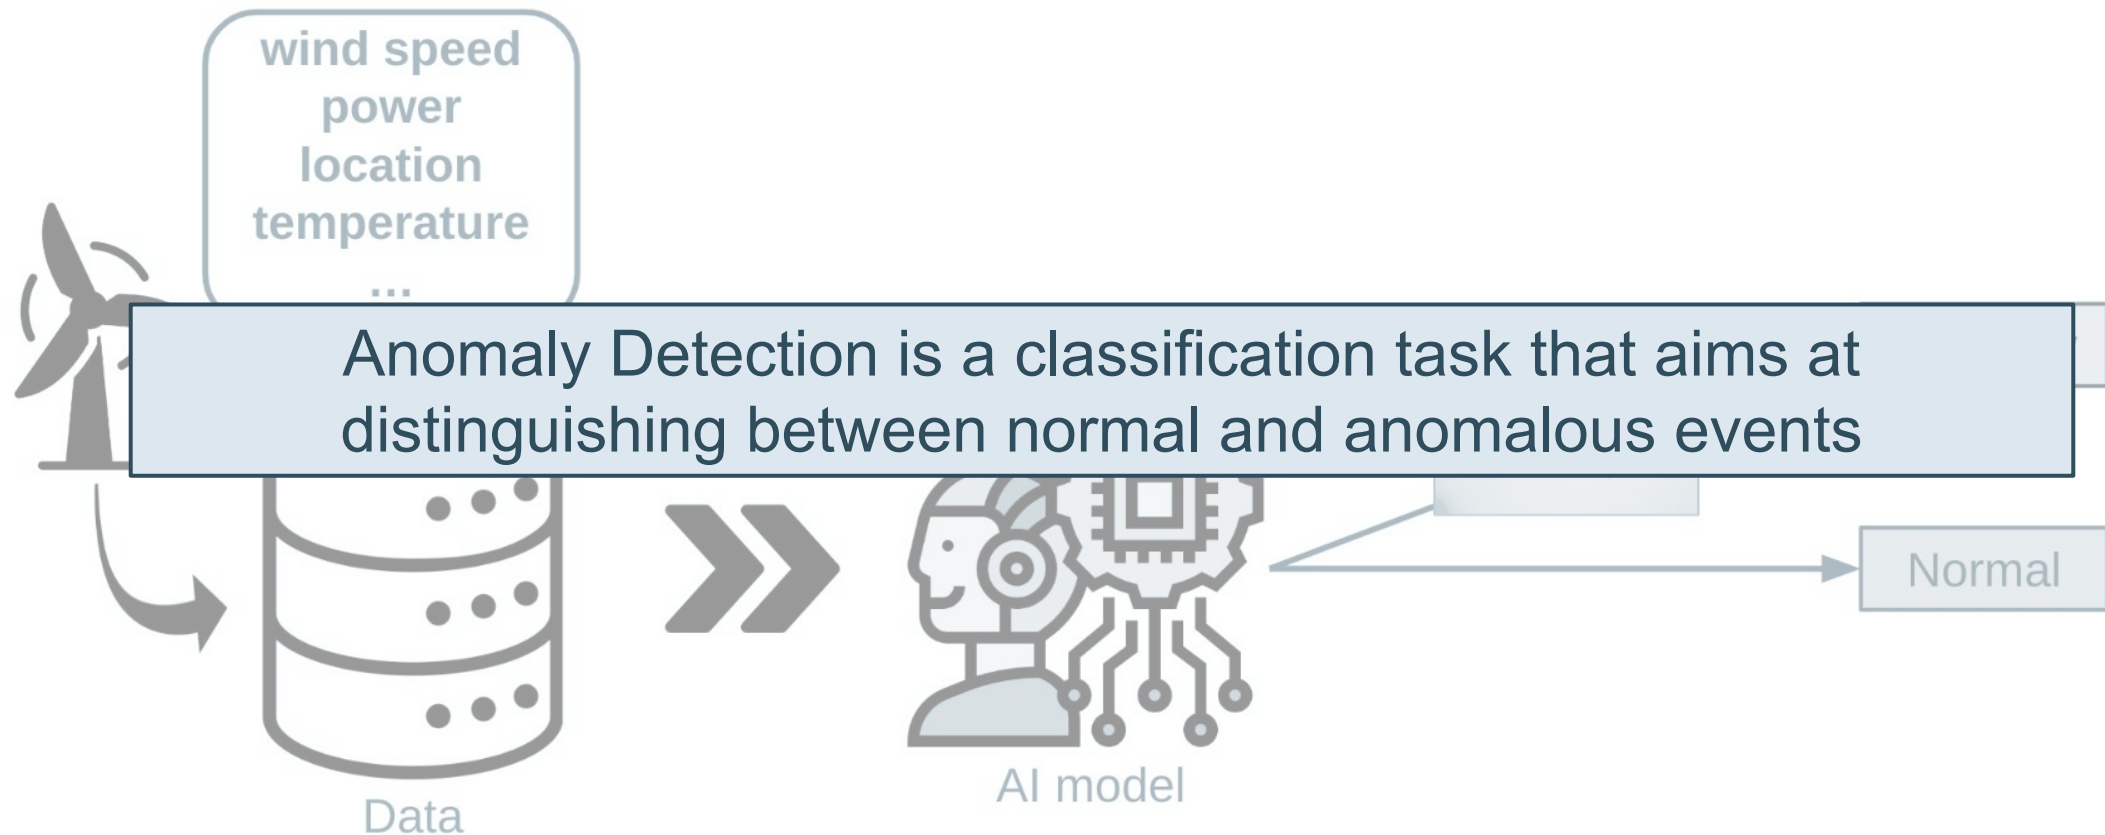 wind speed
power
location
temperature
...
Anomaly Detection is a classification task that aims at
distinguishing between normal and anomalous events
Normal
AI model
Data